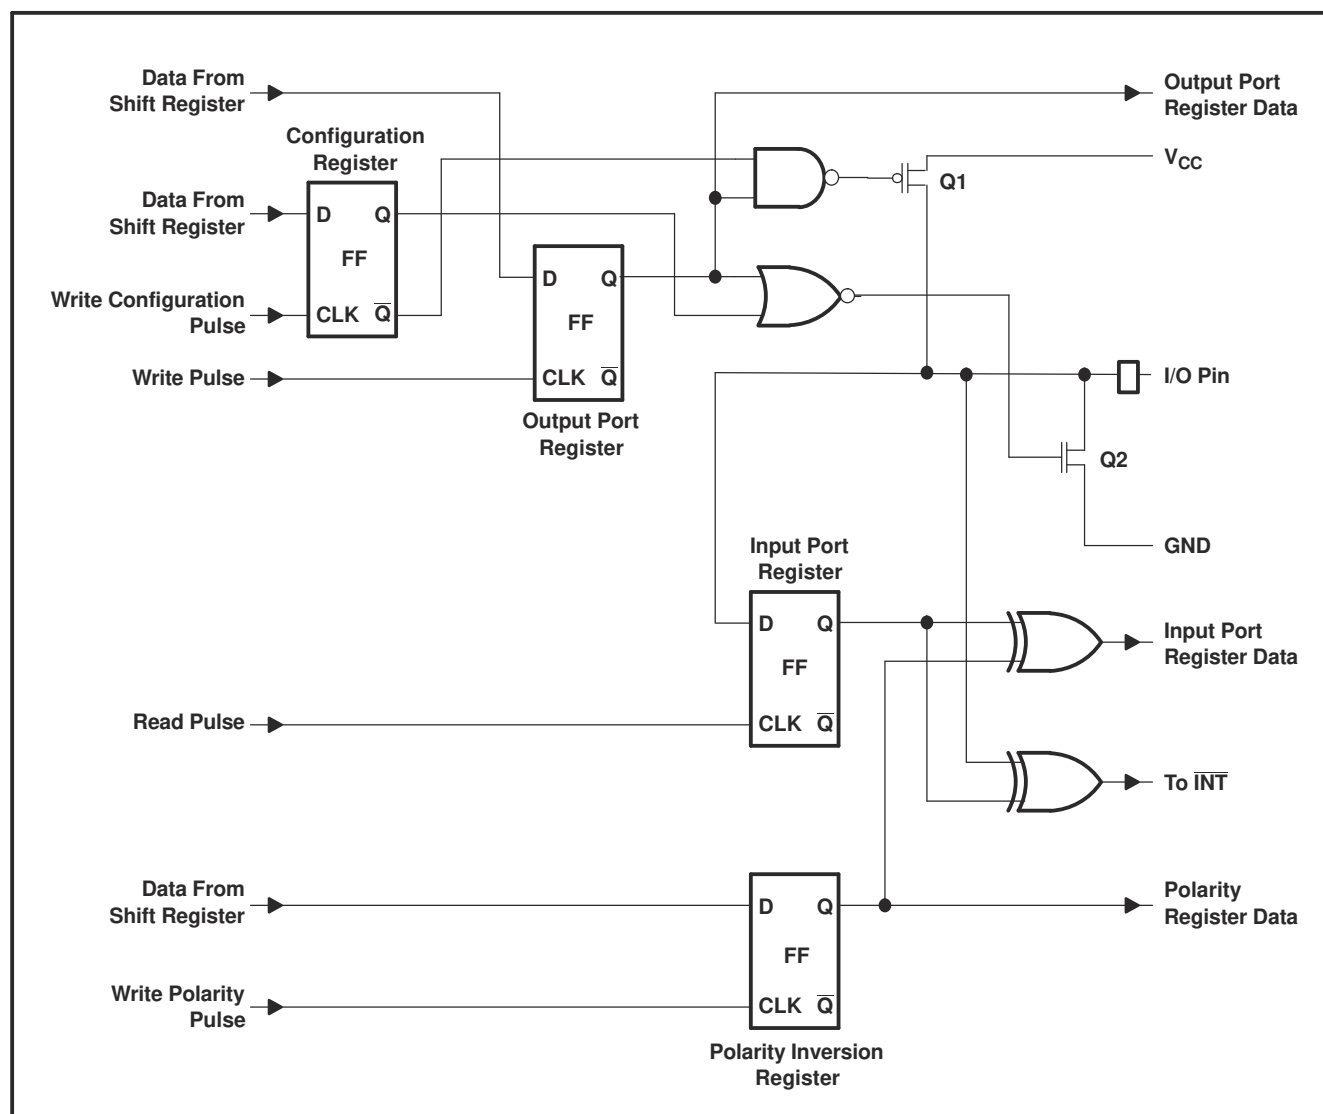 Data From
Shift Register
Configuration
Register
Data From
Shift Register
D
Q
FF
Write Configuration
Pulse
CLK
Q̅
Write Pulse
D
Q
FF
CLK
Q̅
Output Port
Register
Output Port
Register Data
VCC
Q1
I/O Pin
Q2
GND
Input Port
Register
D
Q
FF
Read Pulse
CLK
Q̅
Input Port
Register Data
To I̅N̅T̅
Data From
Shift Register
D
Q
FF
Write Polarity
Pulse
CLK
Q̅
Polarity
Register Data
Polarity Inversion
Register